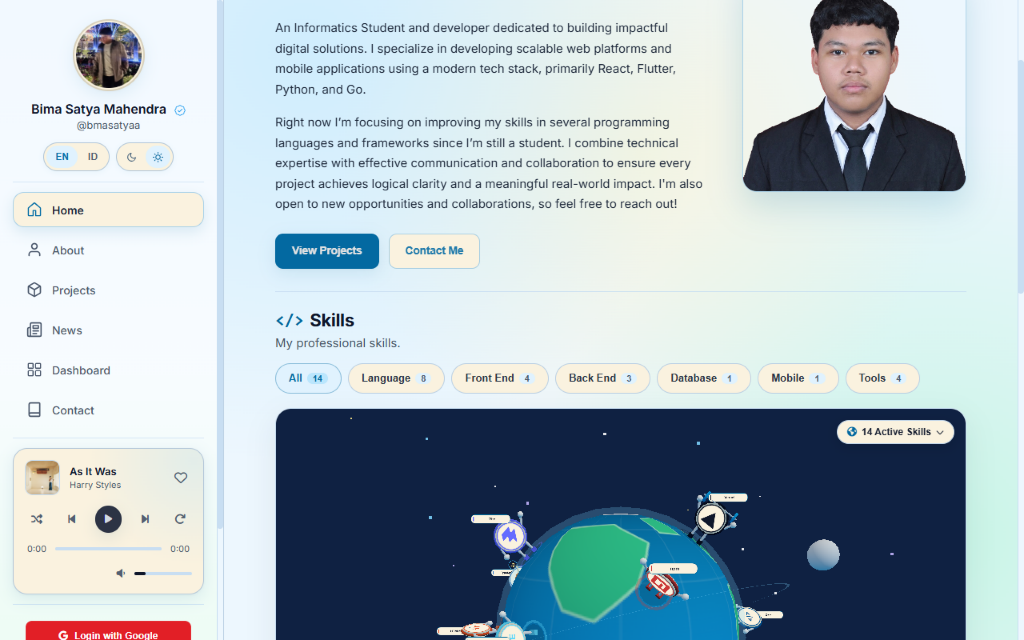 Bima Satya Mahendra
@bmasatyaa
EN ID
Home
About
Projects
News
Dashboard
Contact
As It Was
Harry Styles
0:00 0:00
Login with Google
An Informatics Student and developer dedicated to building impactful
digital solutions. I specialize in developing scalable web platforms and
mobile applications using a modern tech stack, primarily React, Flutter,
Python, and Go.
Right now I'm focusing on improving my skills in several programming
languages and frameworks since I'm still a student. I combine technical
expertise with effective communication and collaboration to ensure every
project achieves logical clarity and a meaningful real-world impact. I'm also
open to new opportunities and collaborations, so feel free to reach out!
View Projects Contact Me
</> Skills
My professional skills.
All 14 Language 8 Front End 4 Back End 3 Database 1 Mobile 1 Tools 4
14 Active Skills